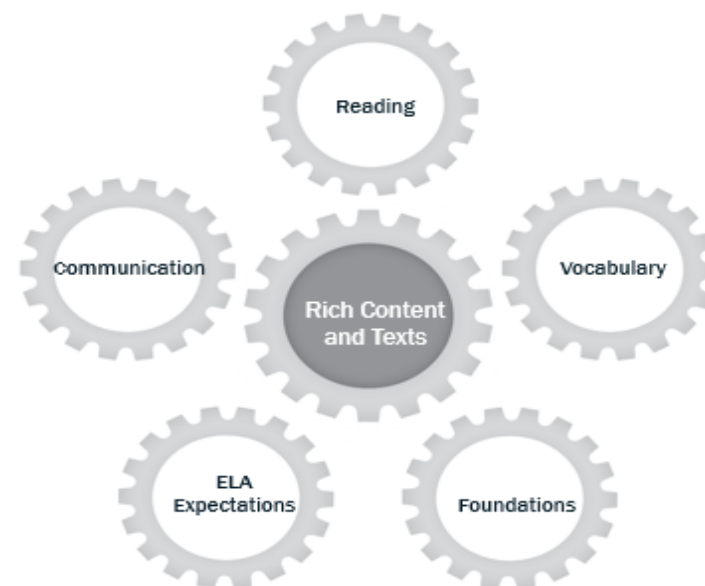 Reading
Communication
Vocabulary
Rich Content
and Texts
ELA
Expectations
Foundations